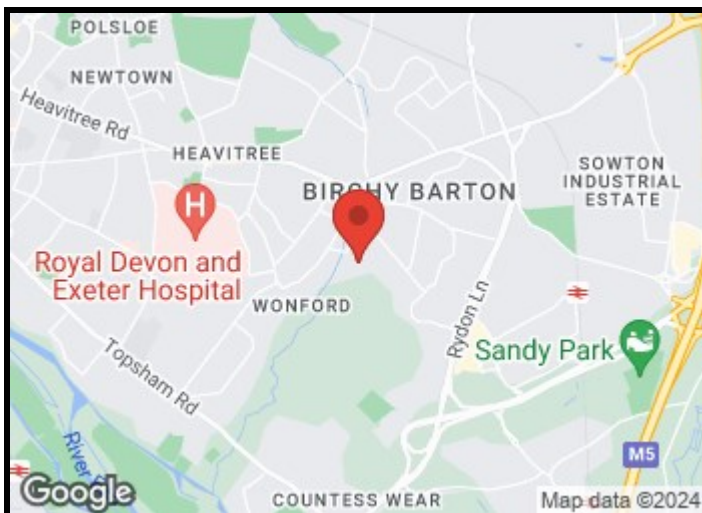 POLSLOE
NEWTOWN
Heavitree Rd
HEAVITREE
SOWTON
INDUSTRIAL
ESTATE
BIRCHY BARTON
H
Royal Devon and
Exeter Hospital
WONFORD
Rydon Ln
Sandy Park
Topsham Rd
River
M5
Google
COUNTESS WEAR
Map data ©2024